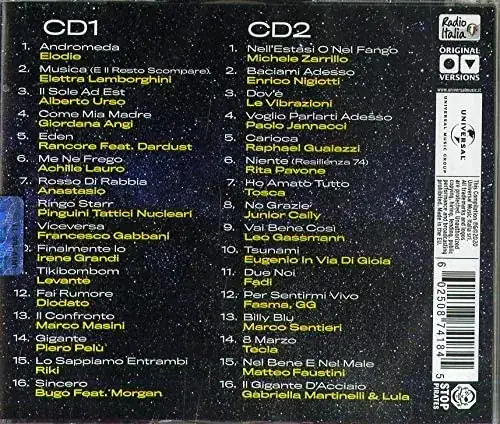 CD1
1. Andromeda
Elodie
2. Musica (E Il Resto Scompare)
Elettra Lamborghini
3. Il Sole Ad Est
Alberto Urso
4. Come Mia Madre
Giordana Angi
5. Eden
Rancore Feat. Dardust
6. Me Ne Frego
Achille Lauro
7. Rosso Di Rabbia
Anastasio
8. Ringo Starr
Pinguini Tattici Nucleari
Viceversa
Francesco Gabbani
10. Finalmente Io
Irene Grandi
11. Tikibombom
Levante
12. Fai Rumore
Diodato
13. Il Confronto
Marco Masini
14. Gigante
Piero Pelù
15. Lo Sappiamo Entrambi
Riki
16. Sincero
Bugo Feat. Morgan
CD2
1. Nell'Estasi O Nel Fango
Michele Zarrillo
2. Baciami Adesso
Enrico Nigiotti
3. Dov'è
Le Vibrazioni
4. Voglio Parlarti Adesso
Paolo Jannacci
5. Carioca
Raphael Gualazzi
6. Niente (Resilienza 74)
Rita Pavone
7. Ho Amato Tutto
Tosca
8. No Grazie
Junior Cally
9. Vai Bene Così
Leo Gassmann
10. Tsunami
Eugenio In Via Di Gioia
11. Due Noi
Fadi
12. Per Sentirmi Vivo
Fasma, GG
13. Billy Blu
Marco Sentieri
14. 8 Marzo
Tecla
15. Nel Bene E Nel Male
Matteo Faustini
16. Il Gigante D'Acciaio
Gabriella Martinelli & Lula
Radio
Italia
ORIGINAL
VERSIONS
www.universalmusic.it
UNIVERSAL
UNIVERSAL MUSIC GROUP
6 02508 74184 5
STOP
PIRATES